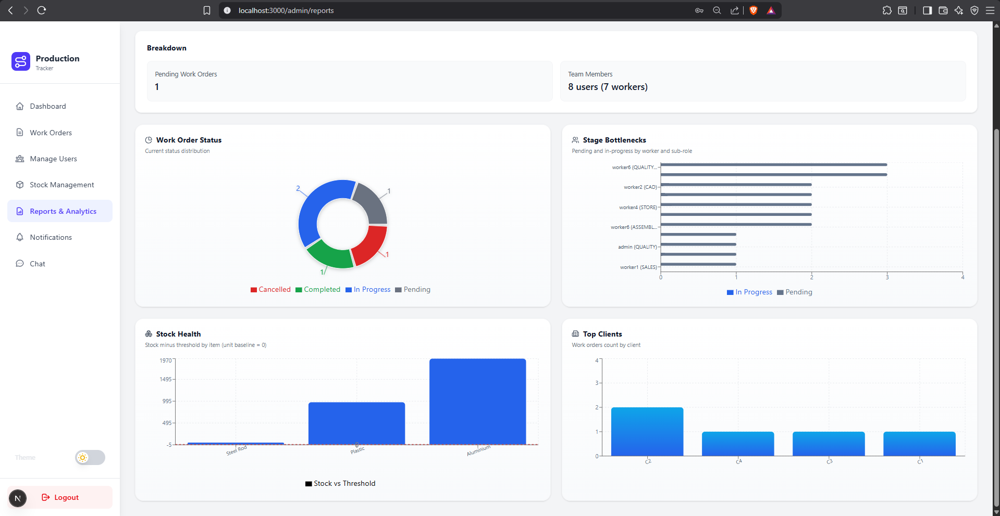 localhost:3000/admin/reports
Production
Tracker
Dashboard
Work Orders
Manage Users
Stock Management
Reports & Analytics
Notifications
Chat
Theme
N
Logout
Breakdown
Pending Work Orders
1
Team Members
8 users (7 workers)
Work Order Status
Current status distribution
2
1
1
1
Cancelled
Completed
In Progress
Pending
Stage Bottlenecks
Pending and in-progress by worker and sub-role
worker6 (QUALITY...
worker2 (CAD)
worker4 (STORE)
worker6 (ASSEMBL...
admin (QUALITY)
worker1 (SALES)
0 1 2 3 4
In Progress
Pending
Stock Health
Stock minus threshold by item (unit baseline = 0)
1970
1495
995
495
-5
0
Steel Rod
Plastic
Aluminium
Stock vs Threshold
Top Clients
Work orders count by client
4
3
2
1
0
C2
C4
C3
C1